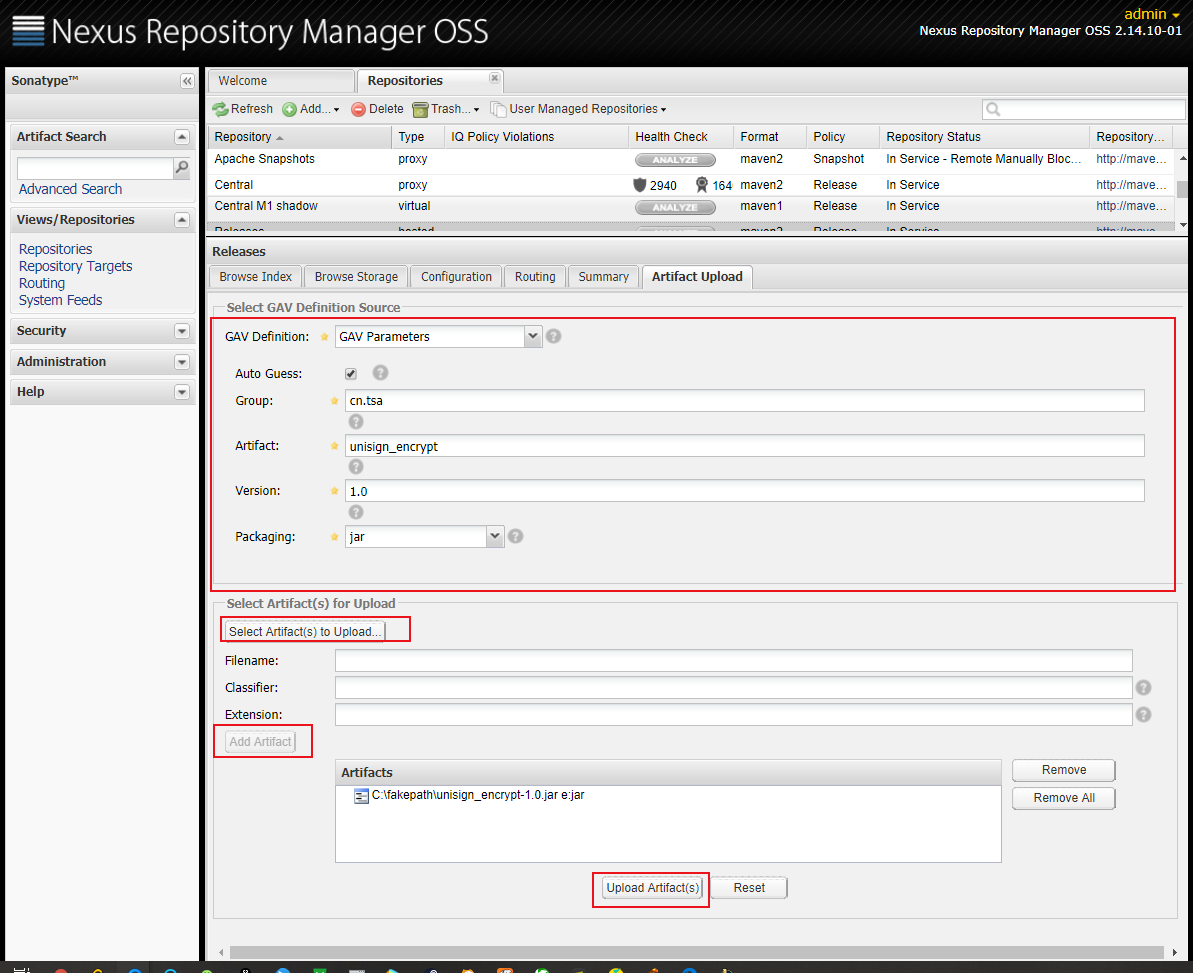 Nexus Repository Manager OSS
admin
Nexus Repository Manager OSS 2.14.10-01
Sonatype™
Artifact Search
Advanced Search
Views/Repositories
Repositories
Repository Targets
Routing
System Feeds
Security
Administration
Help
Welcome Repositories
Refresh Add... Delete Trash... User Managed Repositories
Repository Type IQ Policy Violations Health Check Format Policy Repository Status Repository...
Apache Snapshots proxy ANALYZE maven2 Snapshot In Service - Remote Manually Bloc... http://mave...
Central proxy 2940 164 maven2 Release In Service http://mave...
Central M1 shadow virtual ANALYZE maven1 Release In Service http://mave...
Releases hosted ANALYZE maven2 Release In Service http://mave...
Releases
Browse Index Browse Storage Configuration Routing Summary Artifact Upload
Select GAV Definition Source
GAV Definition: GAV Parameters
Auto Guess:
Group: cn.tsa
Artifact: unisign_encrypt
Version: 1.0
Packaging: jar
Select Artifact(s) for Upload
Select Artifact(s) to Upload...
Filename:
Classifier:
Extension:
Add Artifact
Artifacts
C:\fakepath\unisign_encrypt-1.0.jar e:jar
Remove
Remove All
Upload Artifact(s) Reset